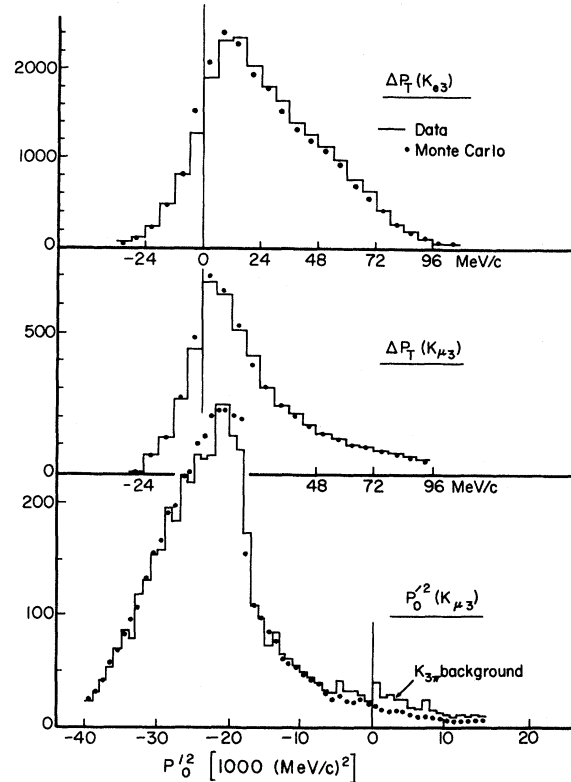 2000
1000
0
ΔP_T (K_e3)
— Data
• Monte Carlo
-24 0 24 48 72 96 MeV/c
500
0
ΔP_T (K_μ3)
-24 48 72 96 MeV/c
200
100
0
P_0'^2 (K_μ3)
K_3π background
-40 -30 -20 -10 0 10 20
P_0'^2 [1000 (MeV/c)^2]